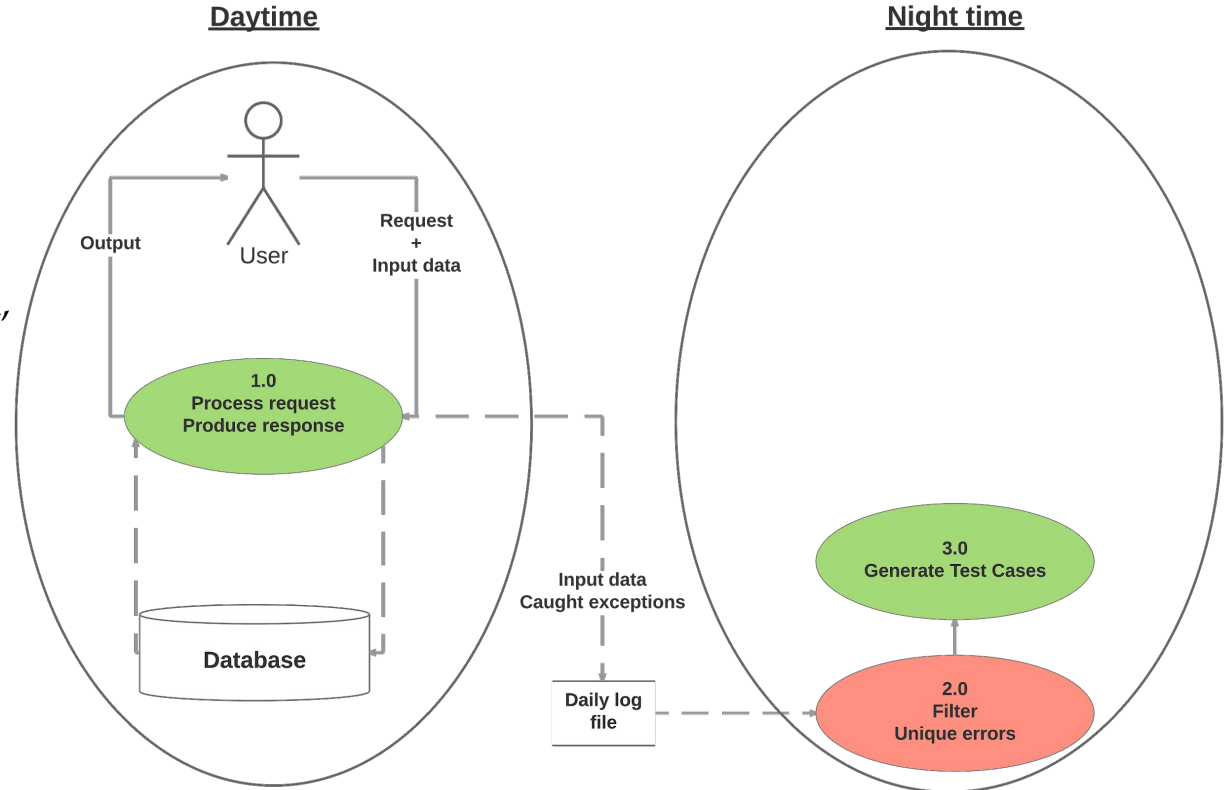 Daytime
Night time
User
Output
Request
+
Input data
1.0
Process request
Produce response
Database
Input data
Caught exceptions
Daily log
file
3.0
Generate Test Cases
2.0
Filter
Unique errors